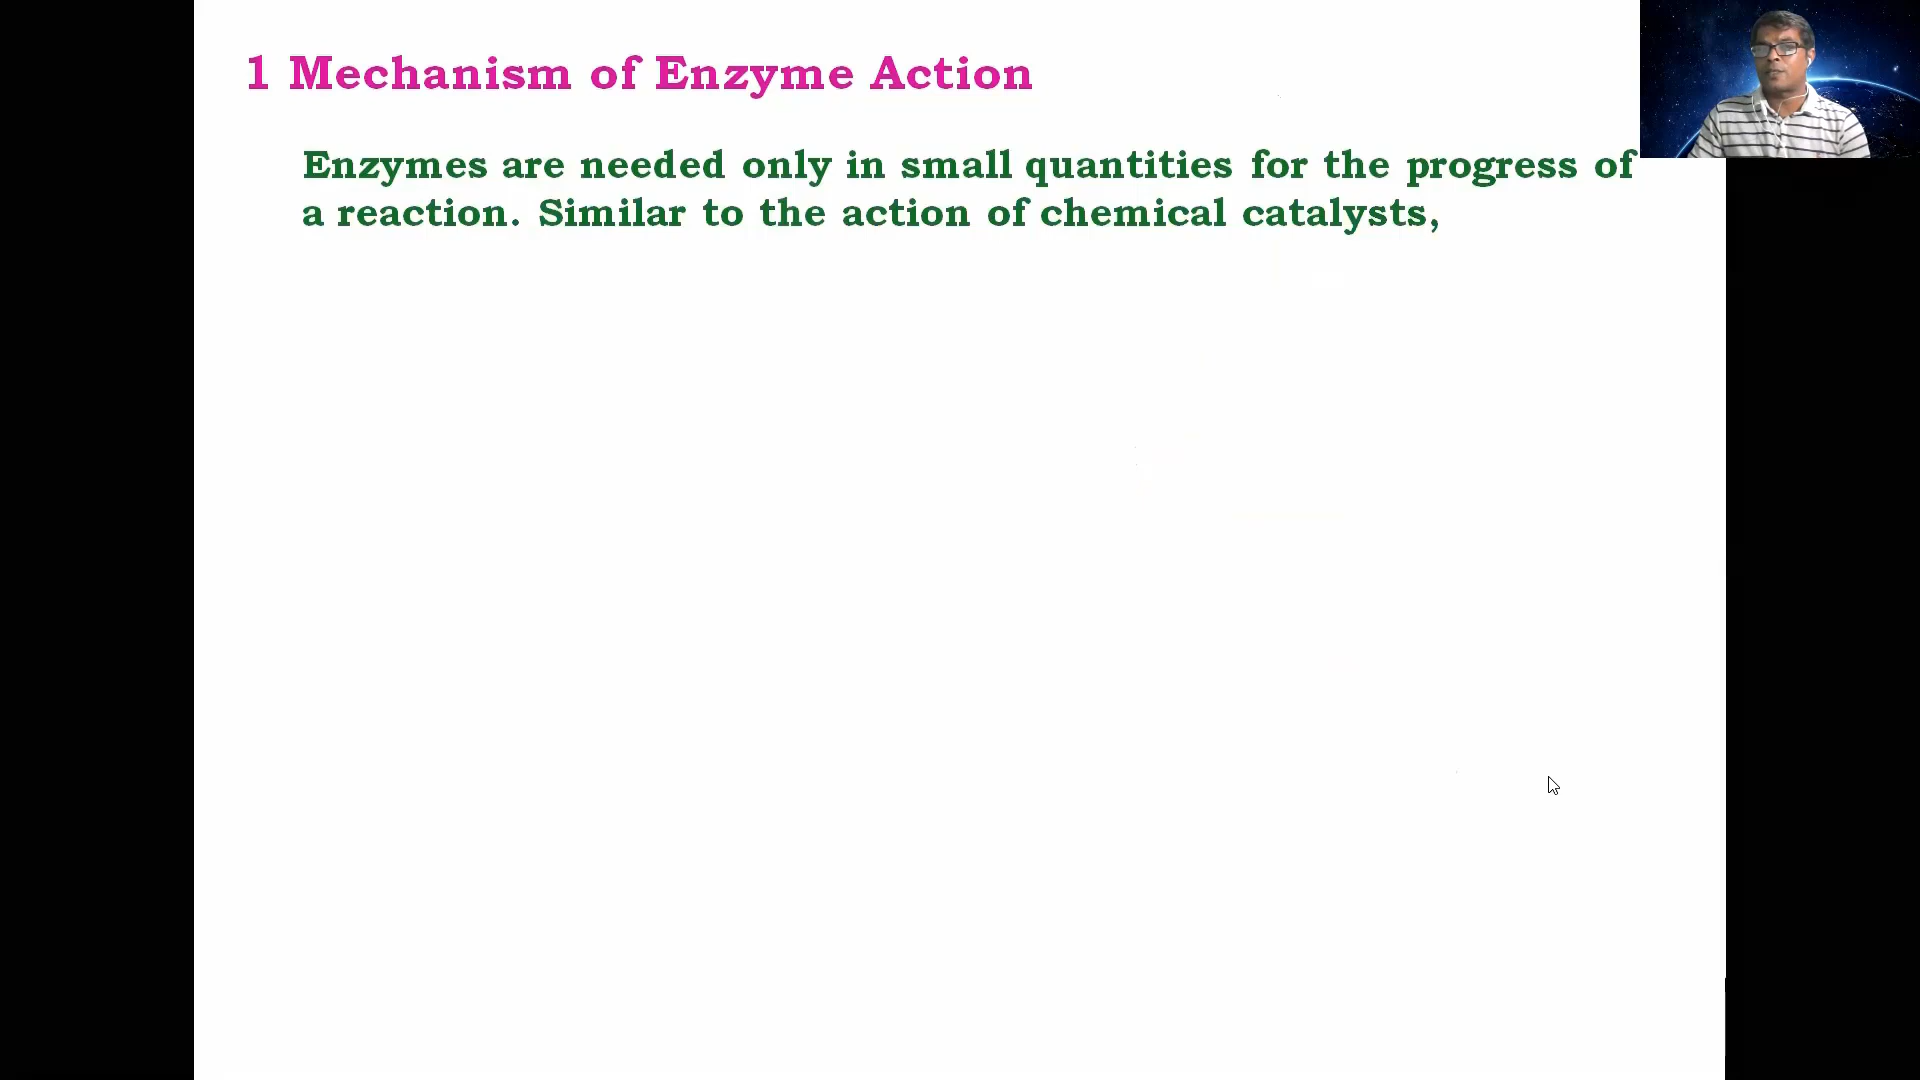 1 Mechanism of Enzyme Action
Enzymes are needed only in small quantities for the progress of
a reaction. Similar to the action of chemical catalysts,